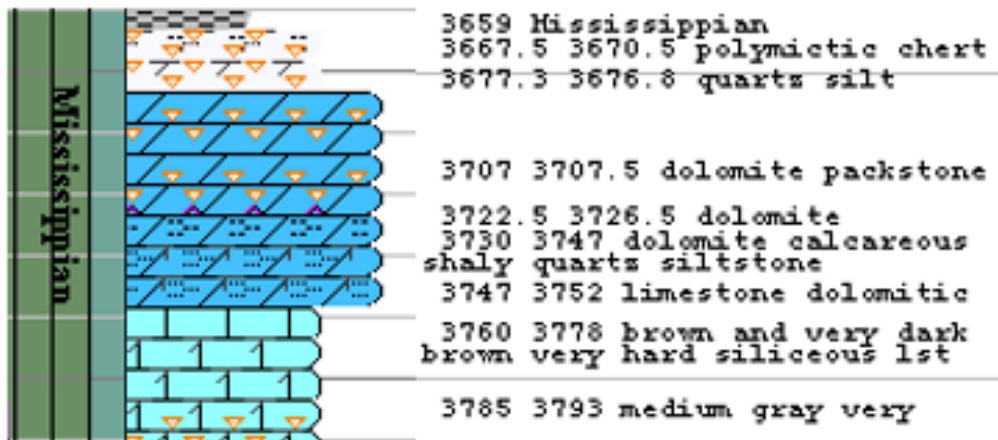 Mississippian
3659 Mississippian
3667.5 3670.5 polymictic chert
3677.3 3676.8 quartz silt
3707 3707.5 dolomite packstone
3722.5 3726.5 dolomite
3730 3747 dolomite calcareous
shaly quartz siltstone
3747 3752 limestone dolomitic
3760 3778 brown and very dark
brown very hard siliceous lst
3785 3793 medium gray very